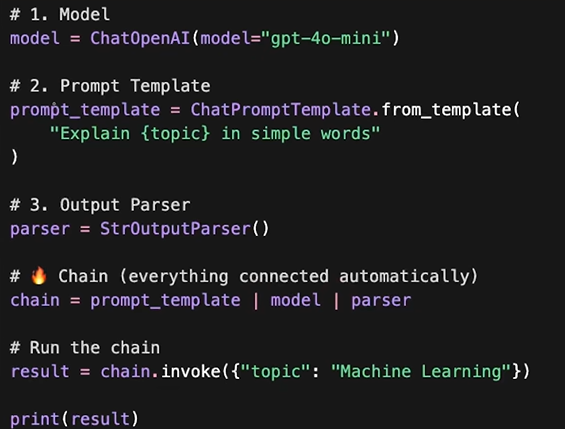 # 1. Model
model = ChatOpenAI(model="gpt-4o-mini")

# 2. Prompt Template
prompt_template = ChatPromptTemplate.from_template(
    "Explain {topic} in simple words"
)

# 3. Output Parser
parser = StrOutputParser()

# 🔥 Chain (everything connected automatically)
chain = prompt_template | model | parser

# Run the chain
result = chain.invoke({"topic": "Machine Learning"})

print(result)